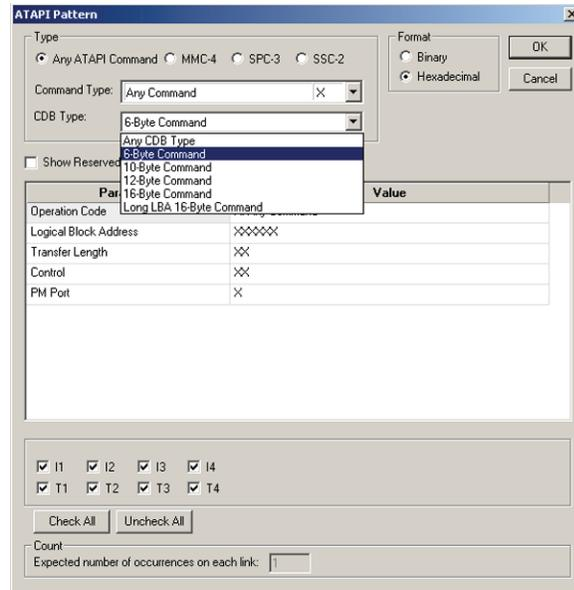 ATAPI Pattern
Type
Any ATAPI Command MMC-4 SPC-3 SSC-2
Format
Binary
Hexadecimal
OK
Cancel
Command Type: Any Command X
CDB Type: 6-Byte Command
Any CDB Type
6-Byte Command
10-Byte Command
12-Byte Command
16-Byte Command
Long LBA 16-Byte Command
Show Reserved
Value
Operation Code
Logical Block Address XXXXXX
Transfer Length XX
Control XX
PM Port X
I1 I2 I3 I4
T1 T2 T3 T4
Check All Uncheck All
Count
Expected number of occurrences on each link: 1